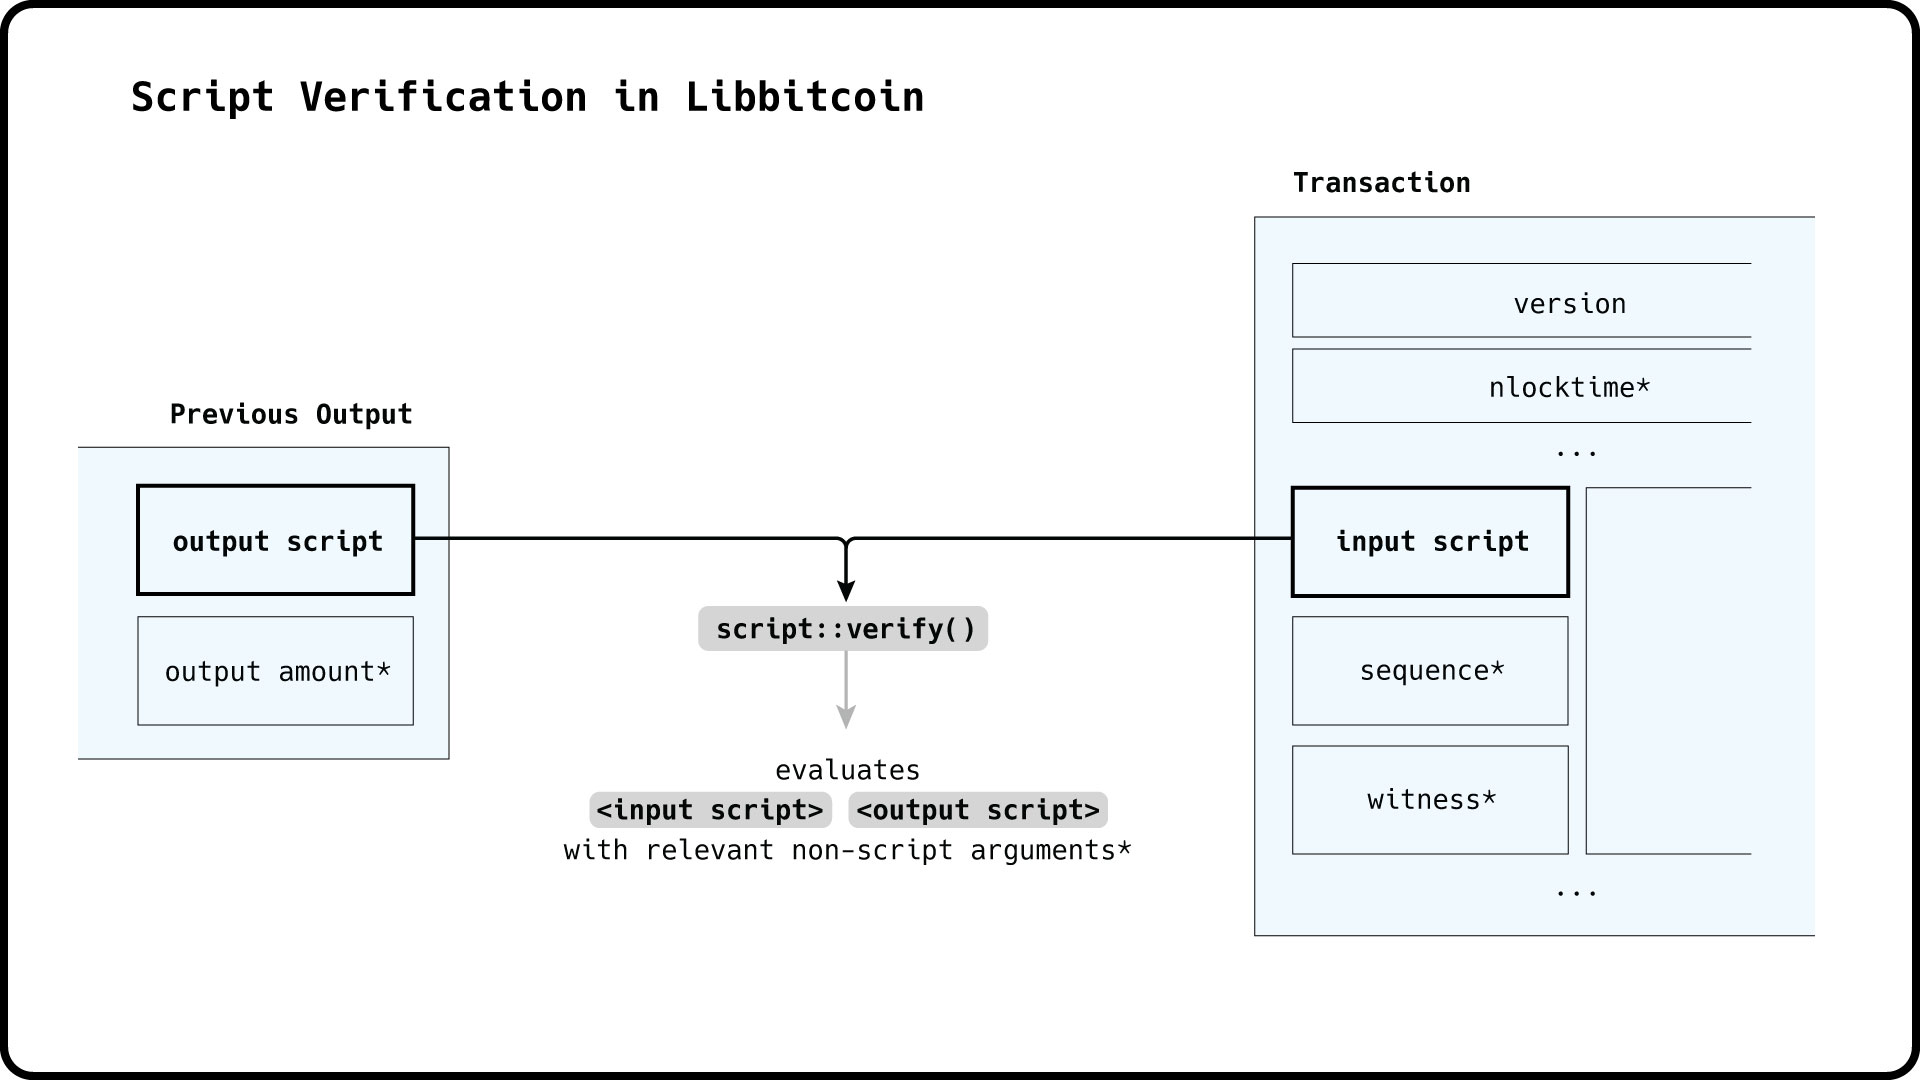 Script Verification in Libbitcoin
Transaction
version
nlocktime*
...
Previous Output
output script
output amount*
input script
sequence*
witness*
...
script::verify()
evaluates
<input script> <output script>
with relevant non-script arguments*